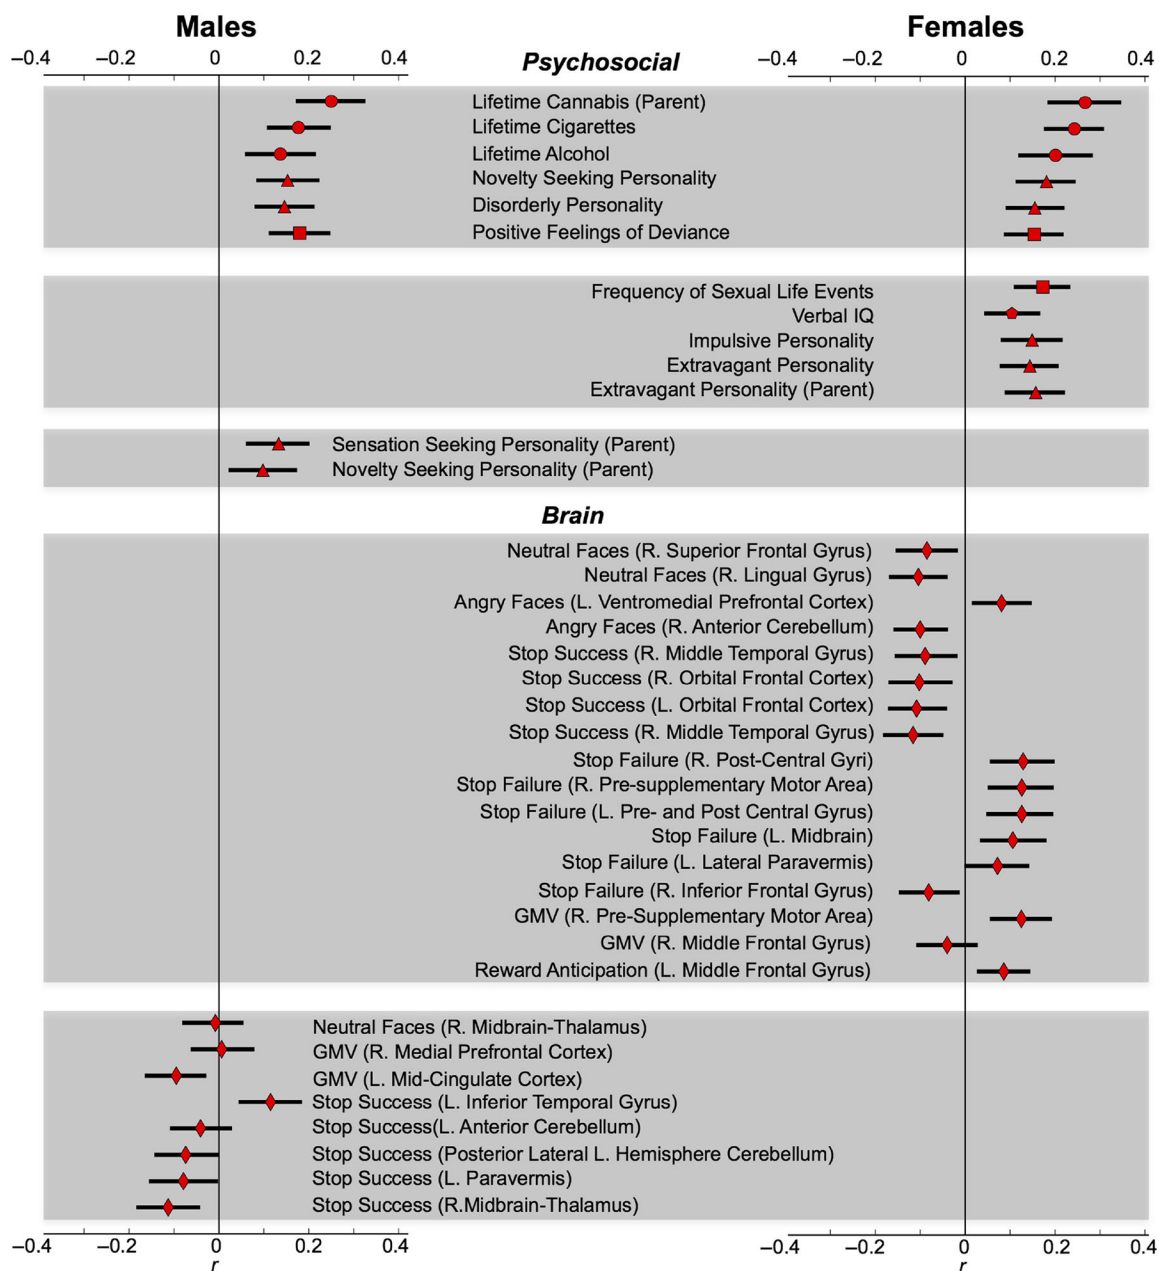 Males Females
–0.4 –0.2 0 0.2 0.4 –0.4 –0.2 0 0.2 0.4
Psychosocial
Lifetime Cannabis (Parent)
Lifetime Cigarettes
Lifetime Alcohol
Novelty Seeking Personality
Disorderly Personality
Positive Feelings of Deviance
Frequency of Sexual Life Events
Verbal IQ
Impulsive Personality
Extravagant Personality
Extravagant Personality (Parent)
Sensation Seeking Personality (Parent)
Novelty Seeking Personality (Parent)
Brain
Neutral Faces (R. Superior Frontal Gyrus)
Neutral Faces (R. Lingual Gyrus)
Angry Faces (L. Ventromedial Prefrontal Cortex)
Angry Faces (R. Anterior Cerebellum)
Stop Success (R. Middle Temporal Gyrus)
Stop Success (R. Orbital Frontal Cortex)
Stop Success (L. Orbital Frontal Cortex)
Stop Success (R. Middle Temporal Gyrus)
Stop Failure (R. Post-Central Gyri)
Stop Failure (R. Pre-supplementary Motor Area)
Stop Failure (L. Pre- and Post Central Gyrus)
Stop Failure (L. Midbrain)
Stop Failure (L. Lateral Paravermis)
Stop Failure (R. Inferior Frontal Gyrus)
GMV (R. Pre-Supplementary Motor Area)
GMV (R. Middle Frontal Gyrus)
Reward Anticipation (L. Middle Frontal Gyrus)
Neutral Faces (R. Midbrain-Thalamus)
GMV (R. Medial Prefrontal Cortex)
GMV (L. Mid-Cingulate Cortex)
Stop Success (L. Inferior Temporal Gyrus)
Stop Success(L. Anterior Cerebellum)
Stop Success (Posterior Lateral L. Hemisphere Cerebellum)
Stop Success (L. Paravermis)
Stop Success (R.Midbrain-Thalamus)
–0.4 –0.2 0 0.2 0.4 –0.4 –0.2 0 0.2 0.4
r r